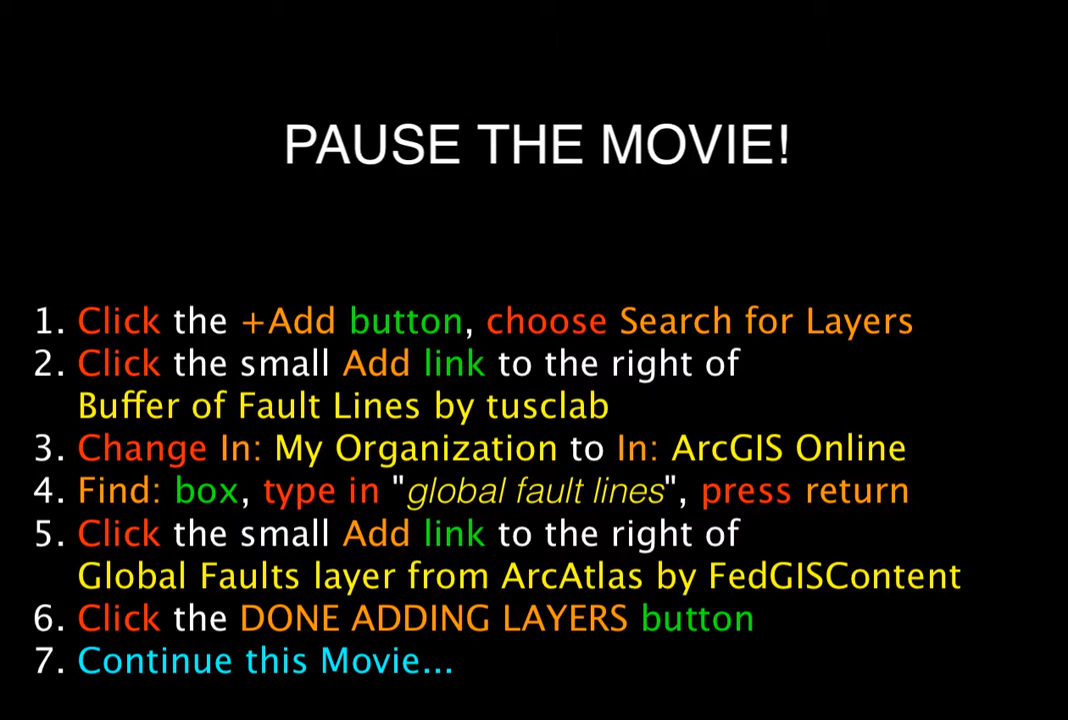 PAUSE THE MOVIE!
1. Click the +Add button, choose Search for Layers
2. Click the small Add link to the right of
Buffer of Fault Lines by tusclab
3. Change In: My Organization to In: ArcGIS Online
4. Find: box, type in "global fault lines", press return
5. Click the small Add link to the right of
Global Faults layer from ArcAtlas by FedGISContent
6. Click the DONE ADDING LAYERS button
7. Continue this Movie...